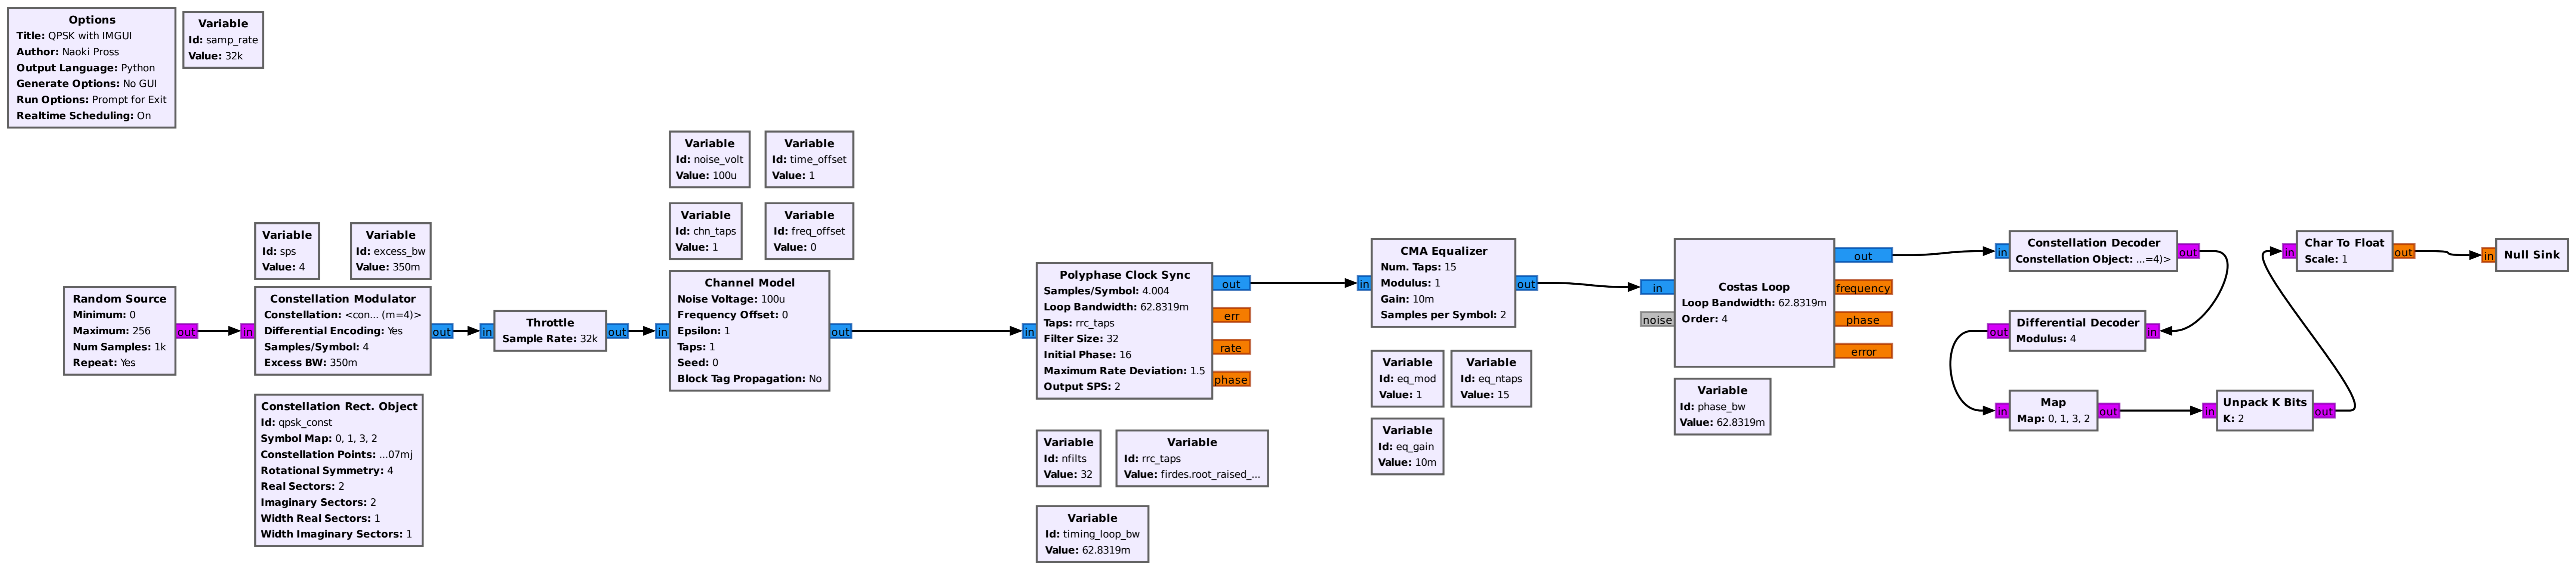 Options
Title: QPSK with IMGUI
Author: Naoki Pross
Output Language: Python
Generate Options: No GUI
Run Options: Prompt for Exit
Realtime Scheduling: On
Variable
Id: samp_rate
Value: 32k
Variable
Id: noise_volt
Value: 100u
Variable
Id: time_offset
Value: 1
Variable
Id: chn_taps
Value: 1
Variable
Id: freq_offset
Value: 0
Variable
Id: sps
Value: 4
Variable
Id: excess_bw
Value: 350m
Random Source
Minimum: 0
Maximum: 256
Num Samples: 1k
Repeat: Yes
out
in
Constellation Modulator
Constellation: <con... (m=4)>
Differential Encoding: Yes
Samples/Symbol: 4
Excess BW: 350m
out
in
Throttle
Sample Rate: 32k
out
in
Channel Model
Noise Voltage: 100u
Frequency Offset: 0
Epsilon: 1
Taps: 1
Seed: 0
Block Tag Propagation: No
out
Constellation Rect. Object
Id: qpsk_const
Symbol Map: 0, 1, 3, 2
Constellation Points: ...07mj
Rotational Symmetry: 4
Real Sectors: 2
Imaginary Sectors: 2
Width Real Sectors: 1
Width Imaginary Sectors: 1
in
Polyphase Clock Sync
Samples/Symbol: 4.004
Loop Bandwidth: 62.8319m
Taps: rrc_taps
Filter Size: 32
Initial Phase: 16
Maximum Rate Deviation: 1.5
Output SPS: 2
out
err
rate
phase
Variable
Id: nfilts
Value: 32
Variable
Id: rrc_taps
Value: firdes.root_raised_...
Variable
Id: timing_loop_bw
Value: 62.8319m
in
CMA Equalizer
Num. Taps: 15
Modulus: 1
Gain: 10m
Samples per Symbol: 2
out
Variable
Id: eq_mod
Value: 1
Variable
Id: eq_ntaps
Value: 15
Variable
Id: eq_gain
Value: 10m
in
noise
Costas Loop
Loop Bandwidth: 62.8319m
Order: 4
out
frequency
phase
error
Variable
Id: phase_bw
Value: 62.8319m
in
Constellation Decoder
Constellation Object: ...=4)>
out
out
Differential Decoder
Modulus: 4
in
in
Map
Map: 0, 1, 3, 2
out
in
Unpack K Bits
K: 2
out
in
Char To Float
Scale: 1
out
in
Null Sink